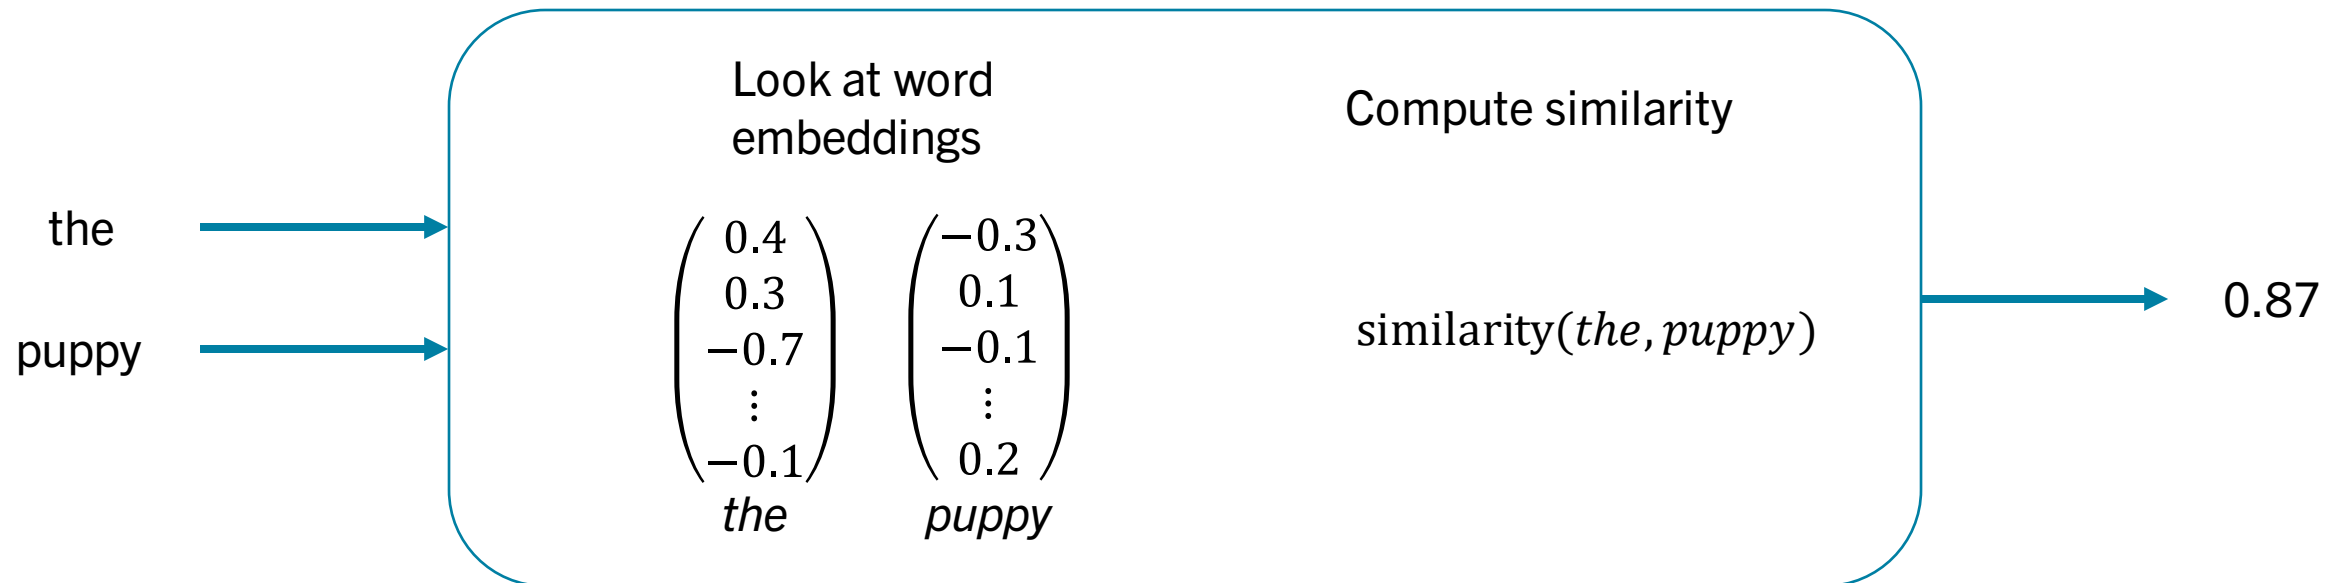 Look at word
embeddings
Compute similarity
the
puppy
0.4
0.3
−0.7
⋮
−0.1
the
−0.3
0.1
−0.1
⋮
0.2
puppy
similarity(the, puppy)
0.87